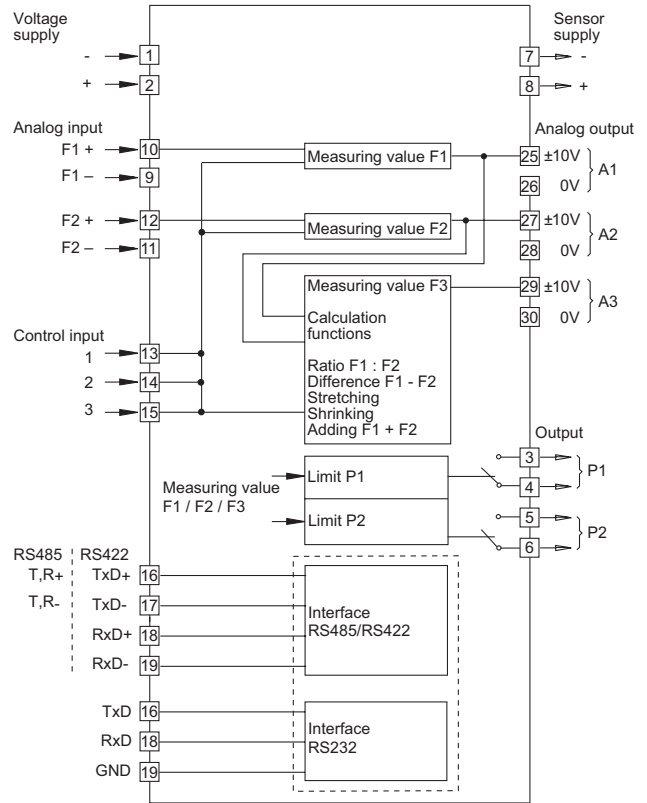 Voltage
supply
- 1
+ 2
Sensor
supply
7 -
8 +
Analog input
F1 + 10
F1 – 9
F2 + 12
F2 – 11
Measuring value F1
Measuring value F2
Analog output
25 ±10V
26 0V
A1
27 ±10V
28 0V
A2
29 ±10V
30 0V
A3
Measuring value F3
Calculation
functions
Ratio F1 : F2
Difference F1 - F2
Stretching
Shrinking
Adding F1 + F2
Control input
1 13
2 14
3 15
Output
3
4
P1
5
6
P2
Measuring value
F1 / F2 / F3
Limit P1
Limit P2
RS485 RS422
T,R+ TxD+ 16
T,R- TxD- 17
RxD+ 18
RxD- 19
Interface
RS485/RS422
TxD 16
RxD 18
GND 19
Interface
RS232